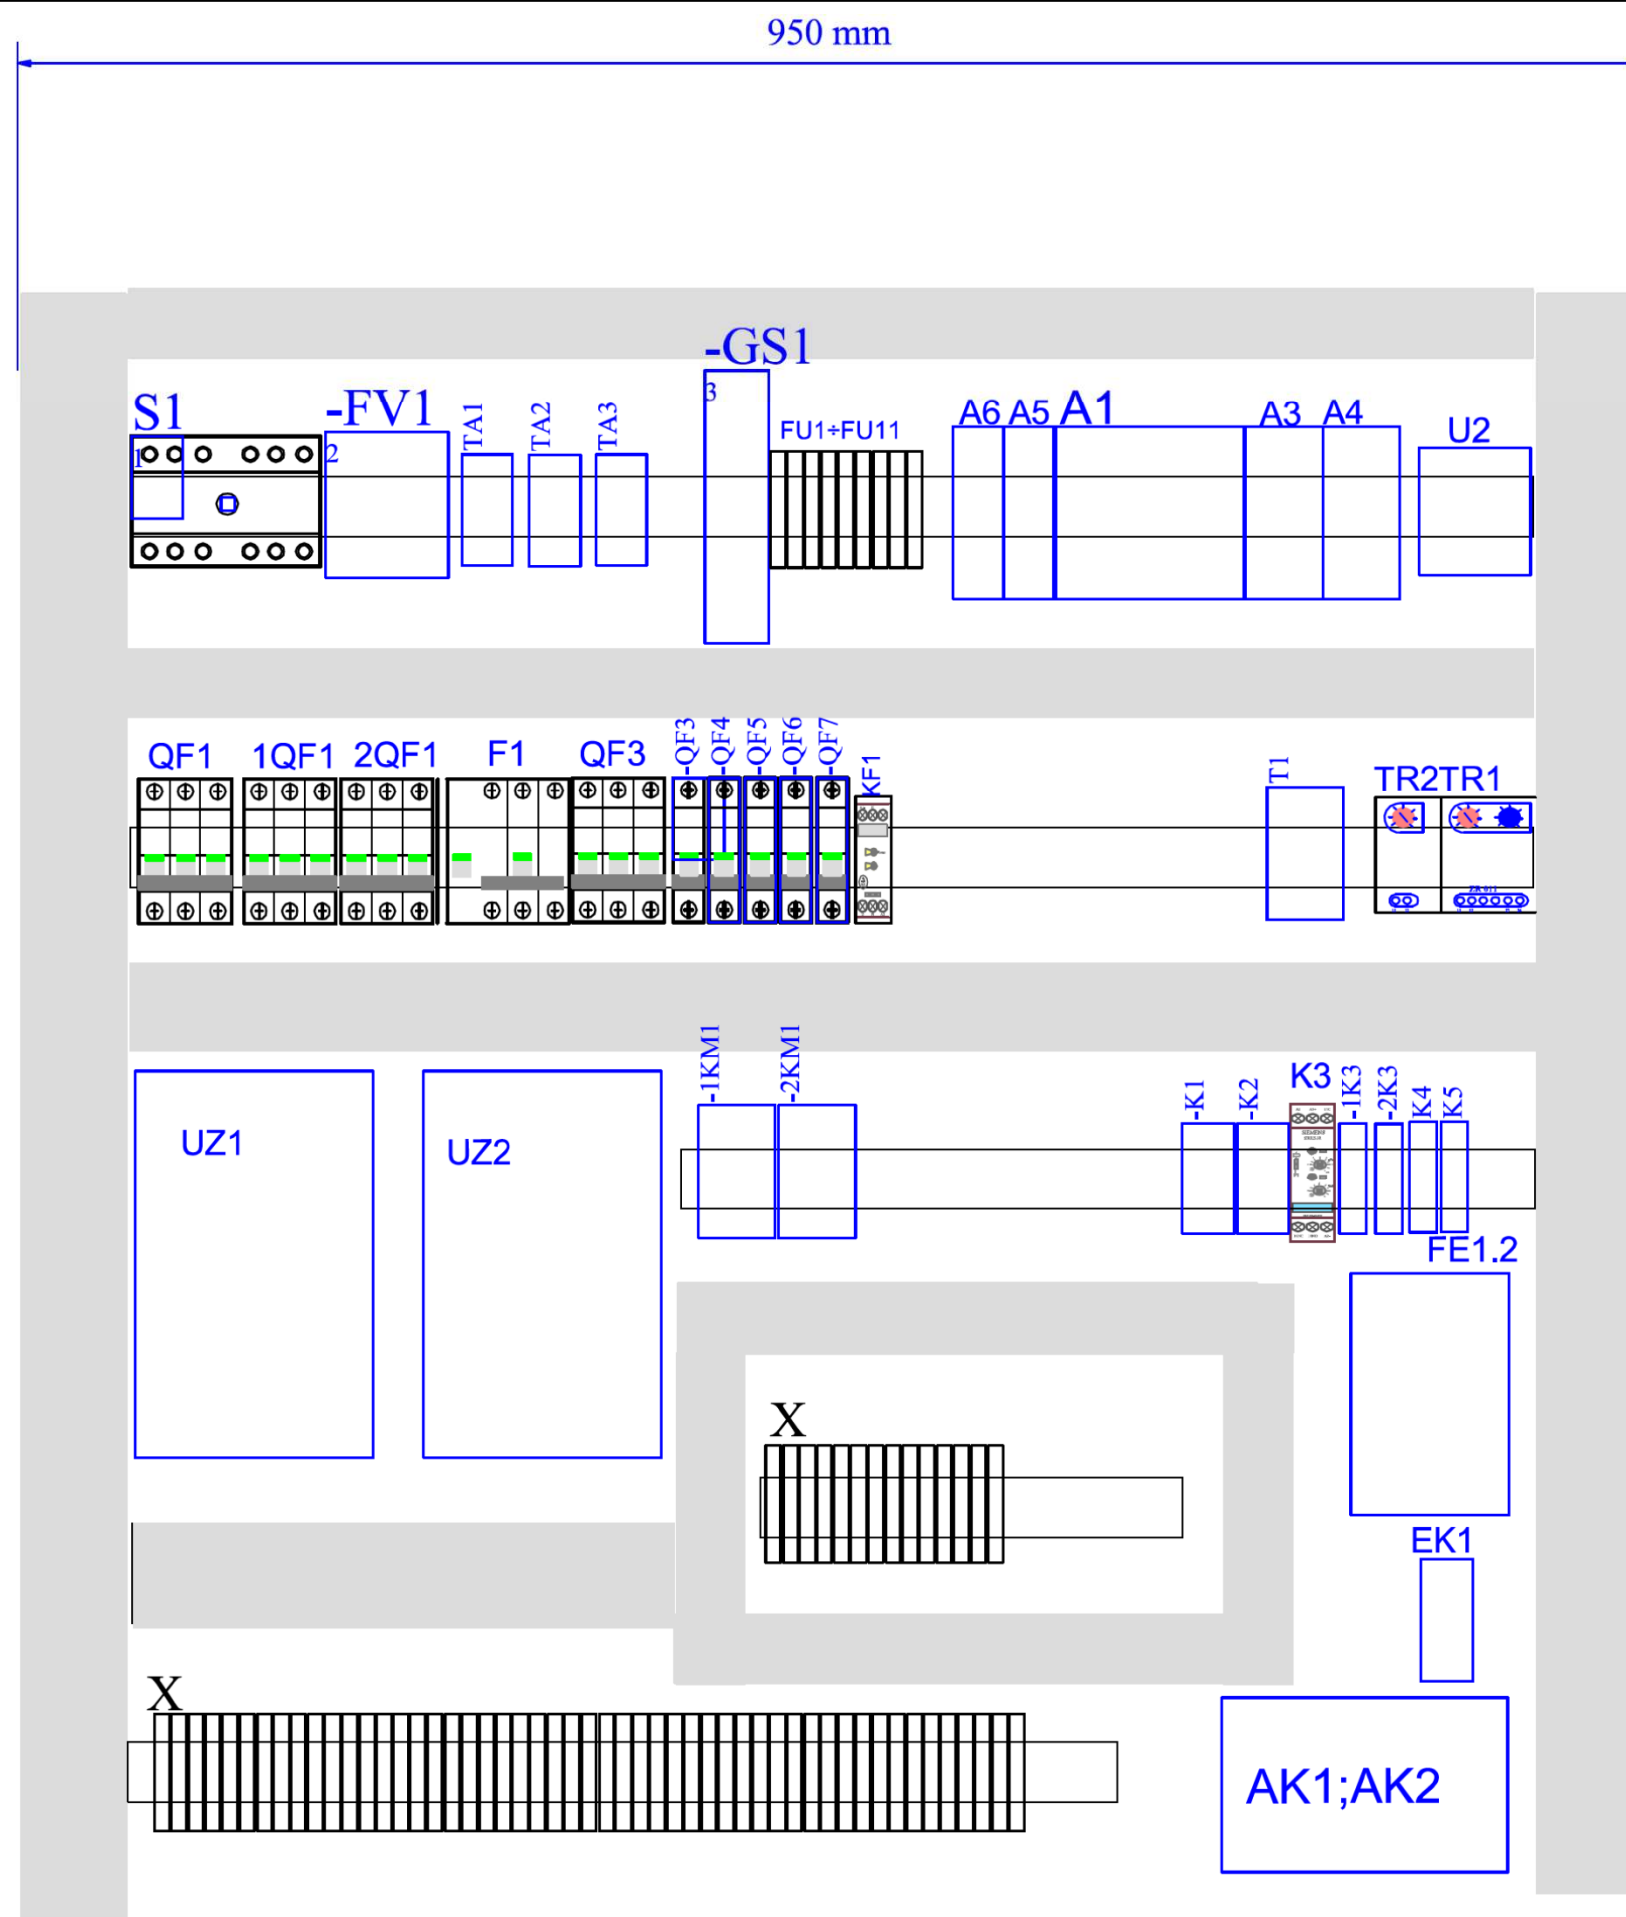 950 mm
-GS1
S1
-FV1
TA1
TA2
TA3
3
FU1÷FU11
A6 A5 A1
A3 A4
U2
1
2
QF1
1QF1
2QF1
F1
QF3
-QF3
-QF4
-QF5
-QF6
-QF7
KF1
T1
TR2TR1
-1KM1
-2KM1
-K1
-K2
K3
-1K3
-2K3
K4
K5
UZ1
UZ2
FE1.2
X
EK1
X
AK1;AK2